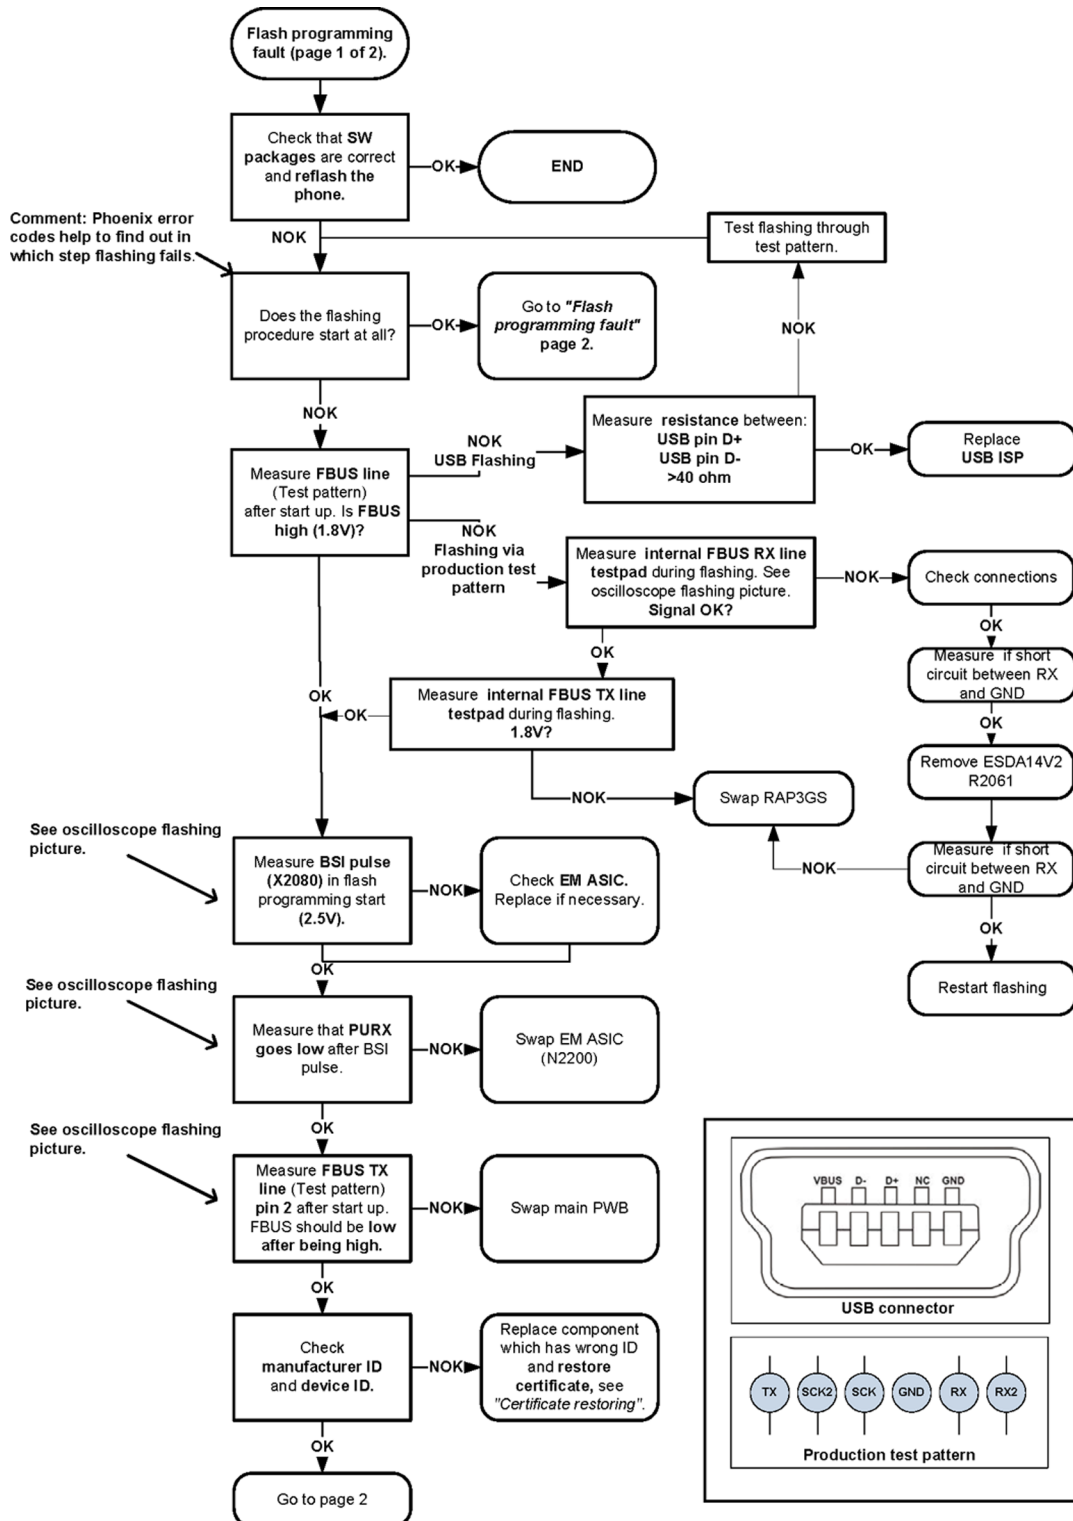 Flash programming
fault (page 1 of 2).
Check that SW
packages are correct
and reflash the
phone.
OK
END
Comment: Phoenix error
codes help to find out in
which step flashing fails.
NOK
Test flashing through
test pattern.
Does the flashing
procedure start at all?
OK
Go to "Flash
programming fault"
page 2.
NOK
NOK
Measure resistance between:
USB pin D+
USB pin D-
>40 ohm
OK
Replace
USB ISP
NOK
USB Flashing
Measure FBUS line
(Test pattern)
after start up. Is FBUS
high (1.8V)?
NOK
Flashing via
production test
pattern
Measure internal FBUS RX line
testpad during flashing. See
oscilloscope flashing picture.
Signal OK?
NOK
Check connections
OK
Measure if short
circuit between RX
and GND
OK
Remove ESDA14V2
R2061
Measure if short
circuit between RX
and GND
NOK
OK
Restart flashing
OK
Measure internal FBUS TX line
testpad during flashing.
1.8V?
OK
OK
NOK
Swap RAP3GS
See oscilloscope flashing
picture.
Measure BSI pulse
(X2080) in flash
programming start
(2.5V).
NOK
Check EM ASIC.
Replace if necessary.
OK
See oscilloscope flashing
picture.
Measure that PURX
goes low after BSI
pulse.
NOK
Swap EM ASIC
(N2200)
OK
See oscilloscope flashing
picture.
Measure FBUS TX
line (Test pattern)
pin 2 after start up.
FBUS should be low
after being high.
NOK
Swap main PWB
OK
Check
manufacturer ID
and device ID.
NOK
Replace component
which has wrong ID
and restore
certificate, see
"Certificate restoring".
OK
Go to page 2
VBUS D- D+ NC GND
USB connector
TX SCK2 SCK GND RX RX2
Production test pattern